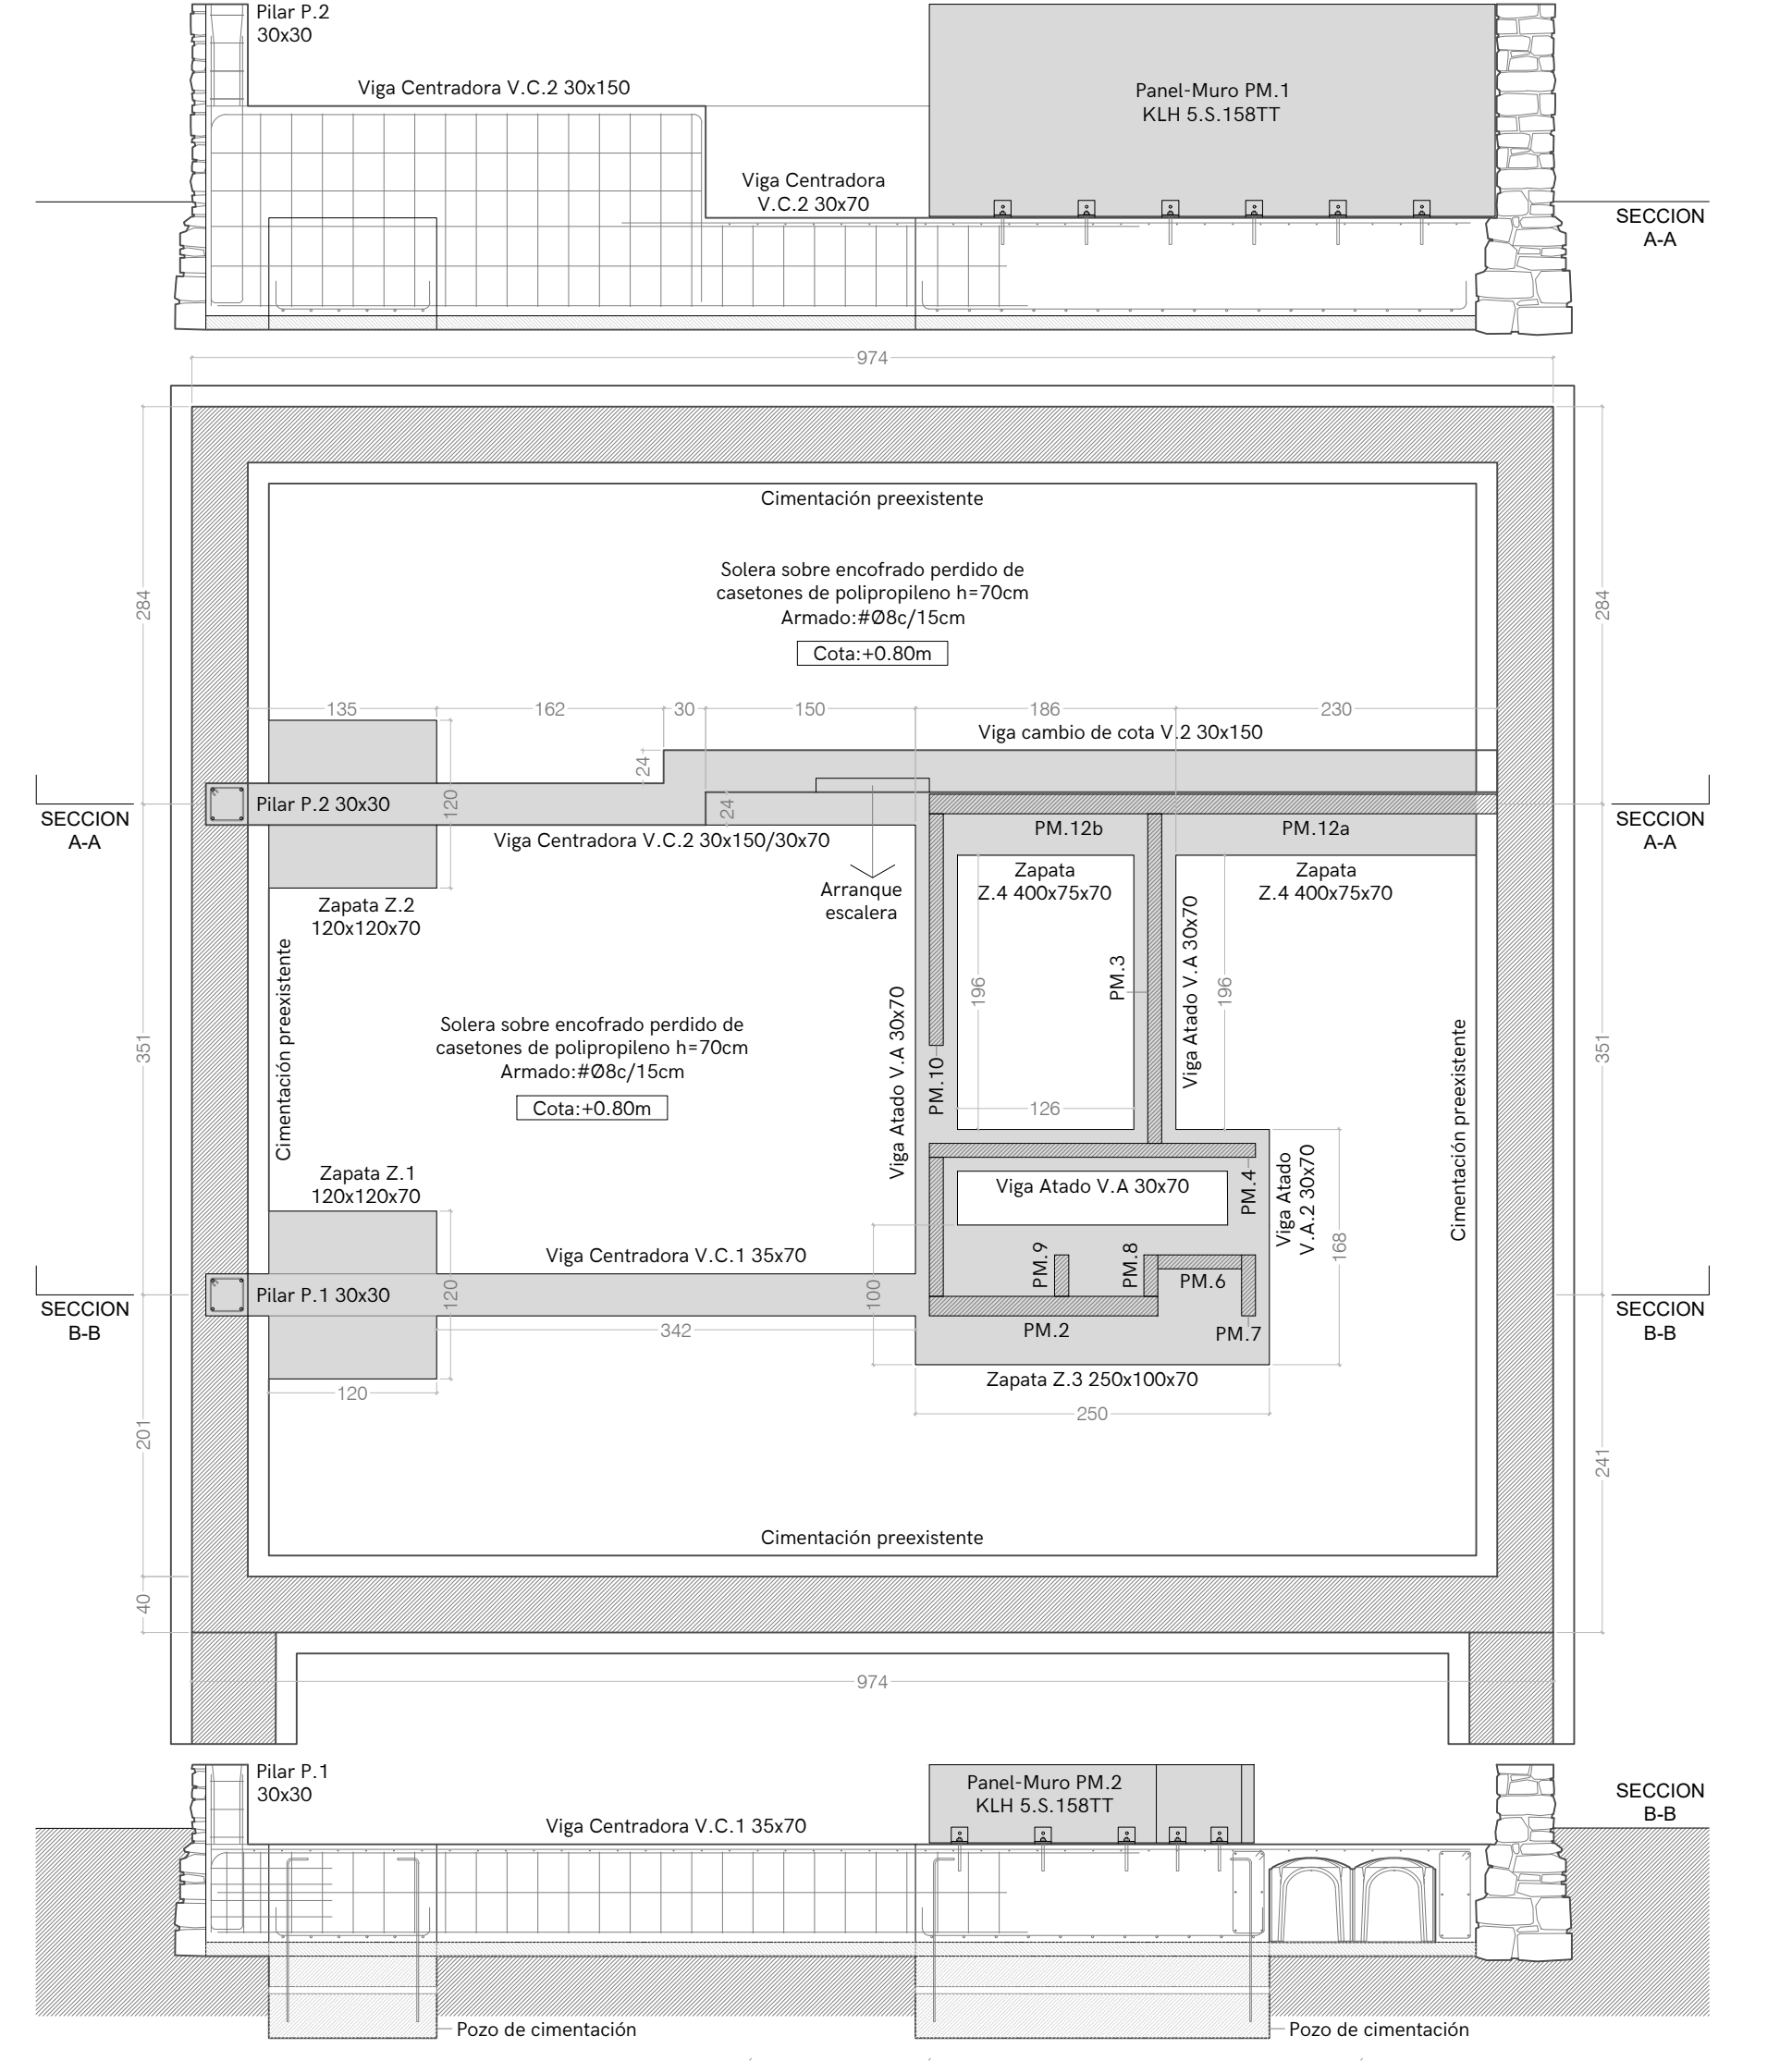 Pilar P.2
30x30
Viga Centradora V.C.2 30x150
Panel-Muro PM.1
KLH 5.S.158TT
Viga Centradora
V.C.2 30x70
SECCION
A-A
974
Cimentación preexistente
Solera sobre encofrado perdido de
casetones de polipropileno h=70cm
Armado:#Ø8c/15cm
Cota:+0.80m
284
284
135
162
30
150
186
230
Viga cambio de cota V.2 30x150
24
Pilar P.2 30x30
120
24
SECCION
A-A
SECCION
A-A
Viga Centradora V.C.2 30x150/30x70
PM.12b
PM.12a
Zapata
Z.4 400x75x70
Zapata
Z.4 400x75x70
Arranque
escalera
Zapata Z.2
120x120x70
Cimentación preexistente
Viga Atado V.A 30x70
PM.10
196
PM.3
Viga Atado V.A 30x70
196
Cimentación preexistente
351
351
Solera sobre encofrado perdido de
casetones de polipropileno h=70cm
Armado:#Ø8c/15cm
Cota:+0.80m
126
Zapata Z.1
120x120x70
Viga Atado V.A 30x70
PM.4
Viga Atado
V.A.2 30x70
168
Viga Centradora V.C.1 35x70
PM.9
PM.8
PM.6
Pilar P.1 30x30
120
100
SECCION
B-B
SECCION
B-B
342
PM.2
PM.7
Zapata Z.3 250x100x70
120
250
201
241
Cimentación preexistente
40
974
Pilar P.1
30x30
Panel-Muro PM.2
KLH 5.S.158TT
SECCION
B-B
Viga Centradora V.C.1 35x70
Pozo de cimentación
Pozo de cimentación